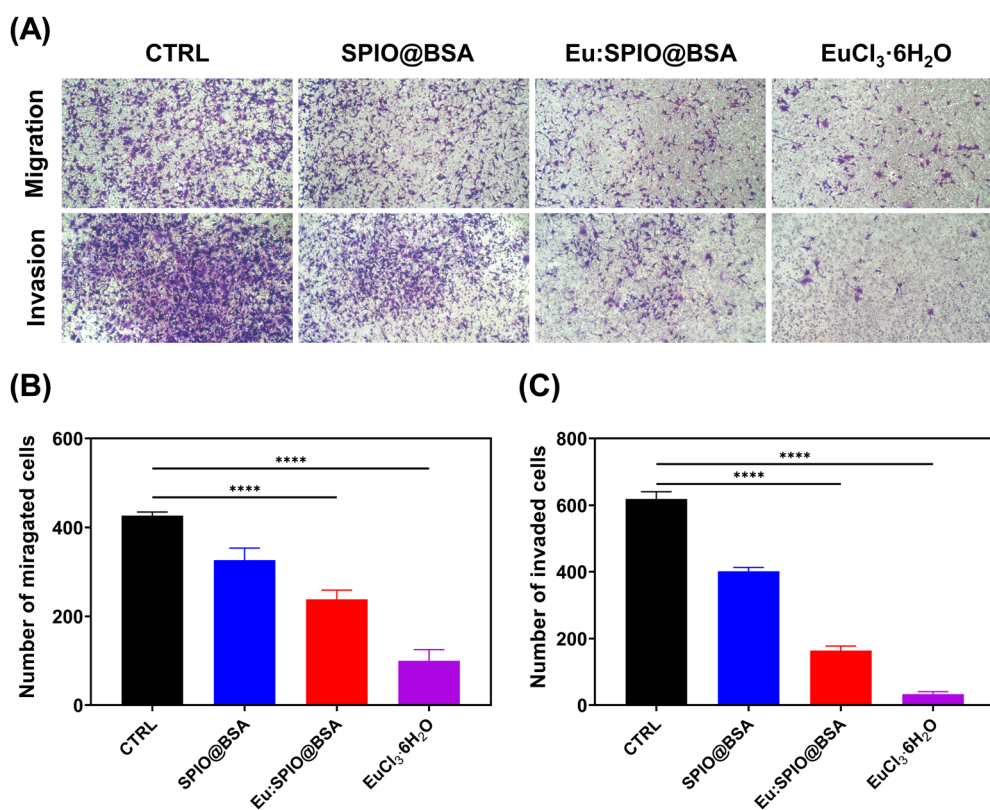 (A)
CTRL SPIO@BSA Eu:SPIO@BSA EuCl₃·6H₂O
Migration
Invasion
(B)
Number of miragated cells
600
400
200
0
****
****
CTRL
SPIO@BSA
Eu:SPIO@BSA
EuCl₃·6H₂O
(C)
Number of invaded cells
800
600
400
200
0
****
****
CTRL
SPIO@BSA
Eu:SPIO@BSA
EuCl₃·6H₂O